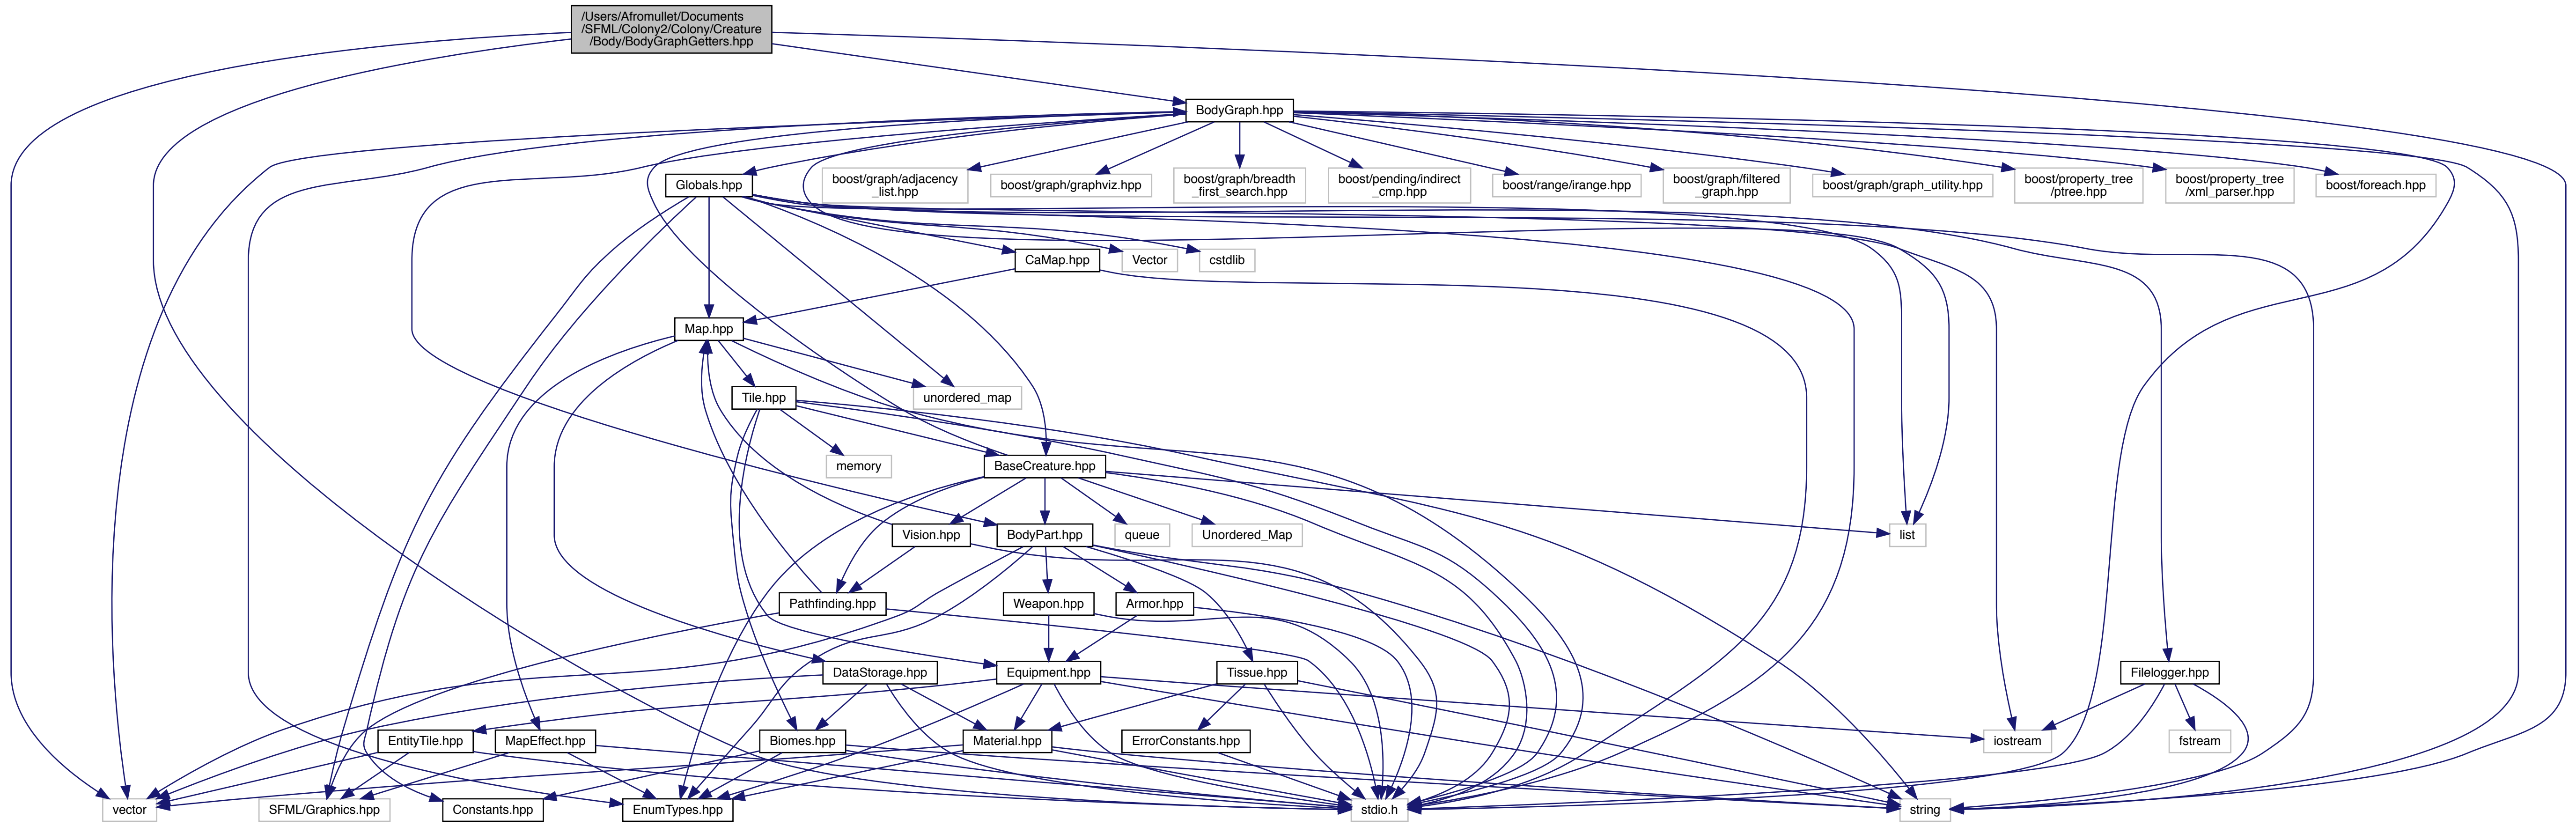 /Users/Afromullet/Documents
/SFML/Colony2/Colony/Creature
/Body/BodyGraphGetters.hpp
BodyGraph.hpp
Globals.hpp
boost/graph/adjacency
_list.hpp
boost/graph/graphviz.hpp
boost/graph/breadth
_first_search.hpp
boost/pending/indirect
_cmp.hpp
boost/range/irange.hpp
boost/graph/filtered
_graph.hpp
boost/graph/graph_utility.hpp
boost/property_tree
/ptree.hpp
boost/property_tree
/xml_parser.hpp
boost/foreach.hpp
CaMap.hpp
Vector
cstdlib
Map.hpp
Tile.hpp
unordered_map
memory
BaseCreature.hpp
Vision.hpp
BodyPart.hpp
queue
Unordered_Map
list
Pathfinding.hpp
Weapon.hpp
Armor.hpp
DataStorage.hpp
Equipment.hpp
Tissue.hpp
Filelogger.hpp
EntityTile.hpp
MapEffect.hpp
Biomes.hpp
Material.hpp
ErrorConstants.hpp
iostream
fstream
vector
SFML/Graphics.hpp
Constants.hpp
EnumTypes.hpp
stdio.h
string